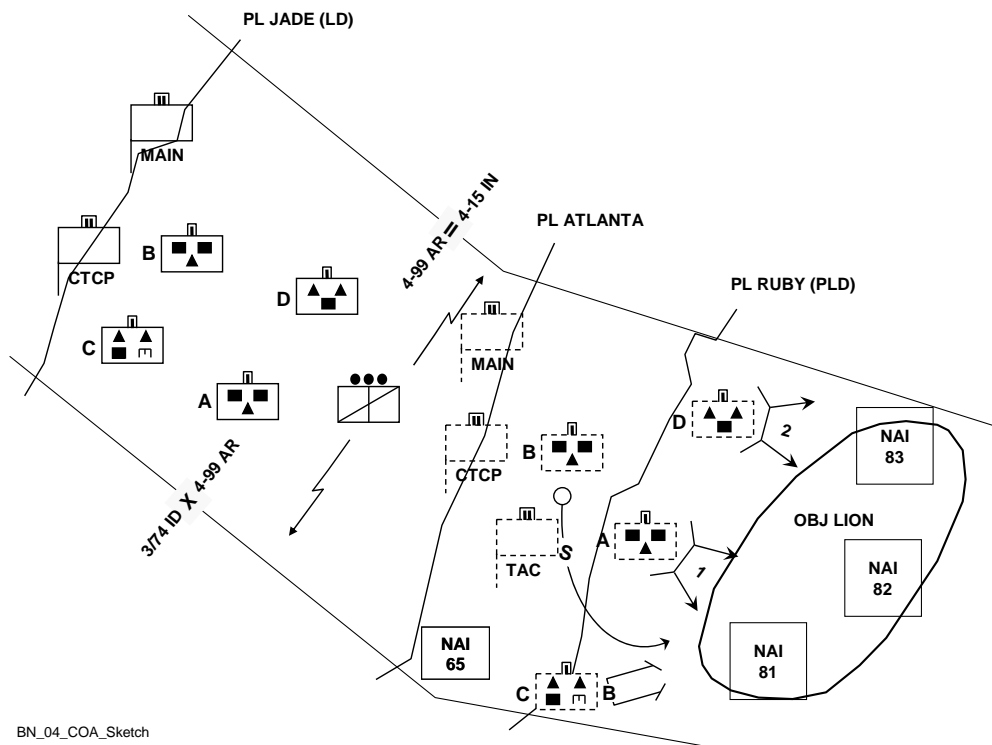 PL JADE (LD)
MAIN
CTCP
B
D
C
E
A
4-99 AR = 4-15 IN
PL ATLANTA
PL RUBY (PLD)
MAIN
CTCP
B
D
2
NAI
83
3/74 ID X 4-99 AR
OBJ LION
S
TAC
A
1
NAI
82
NAI
65
NAI
81
C
E
B
BN_04_COA_Sketch